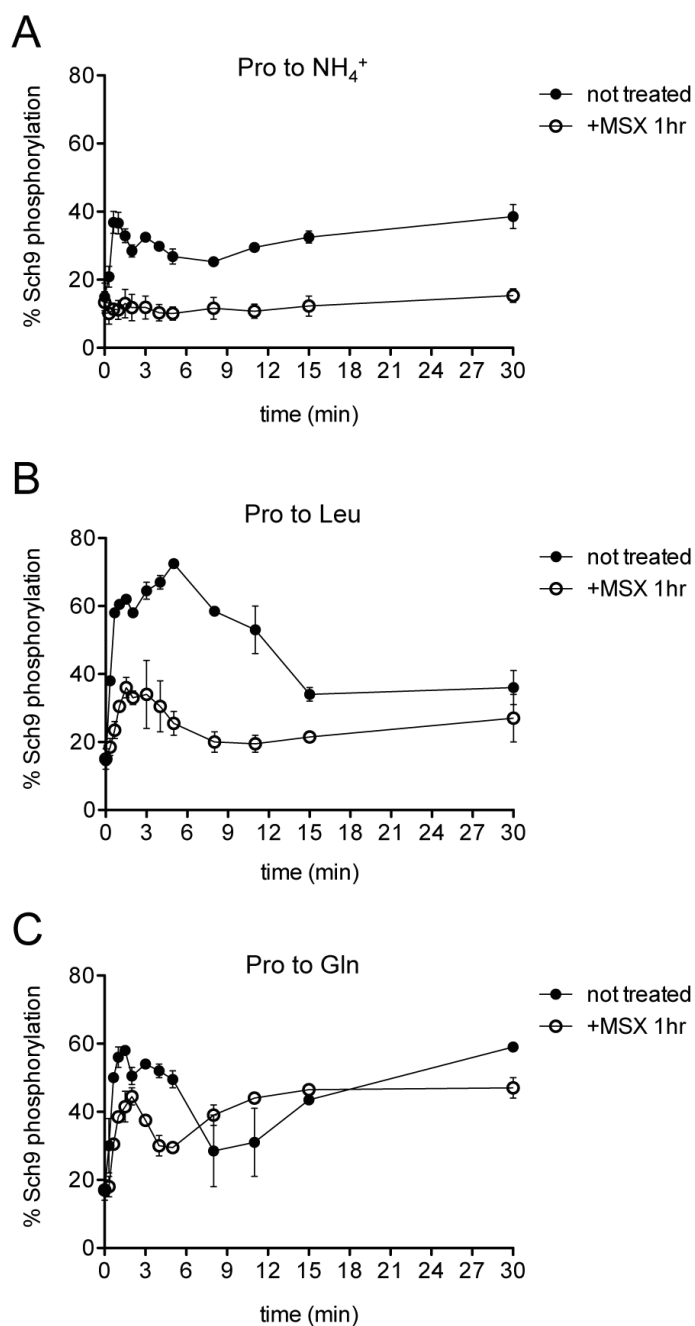 A
Pro to NH₄⁺
not treated
+MSX 1hr
% Sch9 phosphorylation
80
60
40
20
0
0 3 6 9 12 15 18 21 24 27 30
time (min)
B
Pro to Leu
not treated
+MSX 1hr
% Sch9 phosphorylation
80
60
40
20
0
0 3 6 9 12 15 18 21 24 27 30
time (min)
C
Pro to Gln
not treated
+MSX 1hr
% Sch9 phosphorylation
80
60
40
20
0
0 3 6 9 12 15 18 21 24 27 30
time (min)